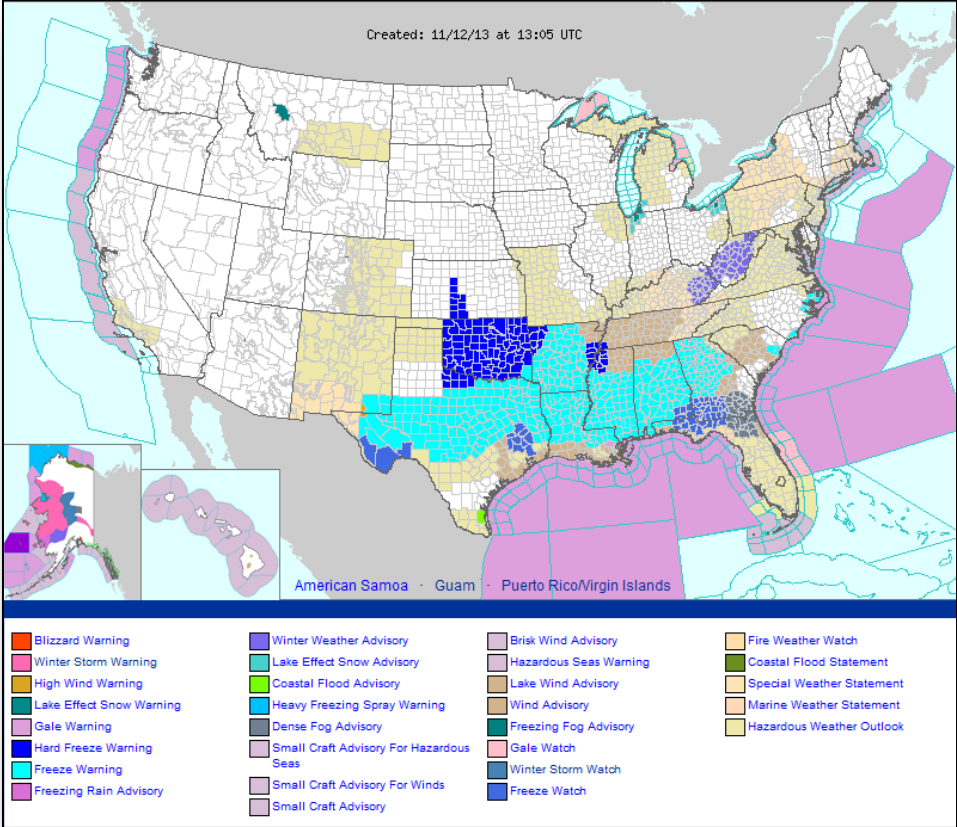 Created: 11/12/13 at 13:05 UTC
American Samoa · Guam · Puerto Rico/Virgin Islands
Blizzard Warning
Winter Storm Warning
High Wind Warning
Lake Effect Snow Warning
Gale Warning
Hard Freeze Warning
Freeze Warning
Freezing Rain Advisory
Winter Weather Advisory
Lake Effect Snow Advisory
Coastal Flood Advisory
Heavy Freezing Spray Warning
Dense Fog Advisory
Small Craft Advisory For Hazardous
Seas
Small Craft Advisory For Winds
Small Craft Advisory
Brisk Wind Advisory
Hazardous Seas Warning
Lake Wind Advisory
Wind Advisory
Freezing Fog Advisory
Gale Watch
Winter Storm Watch
Freeze Watch
Fire Weather Watch
Coastal Flood Statement
Special Weather Statement
Marine Weather Statement
Hazardous Weather Outlook